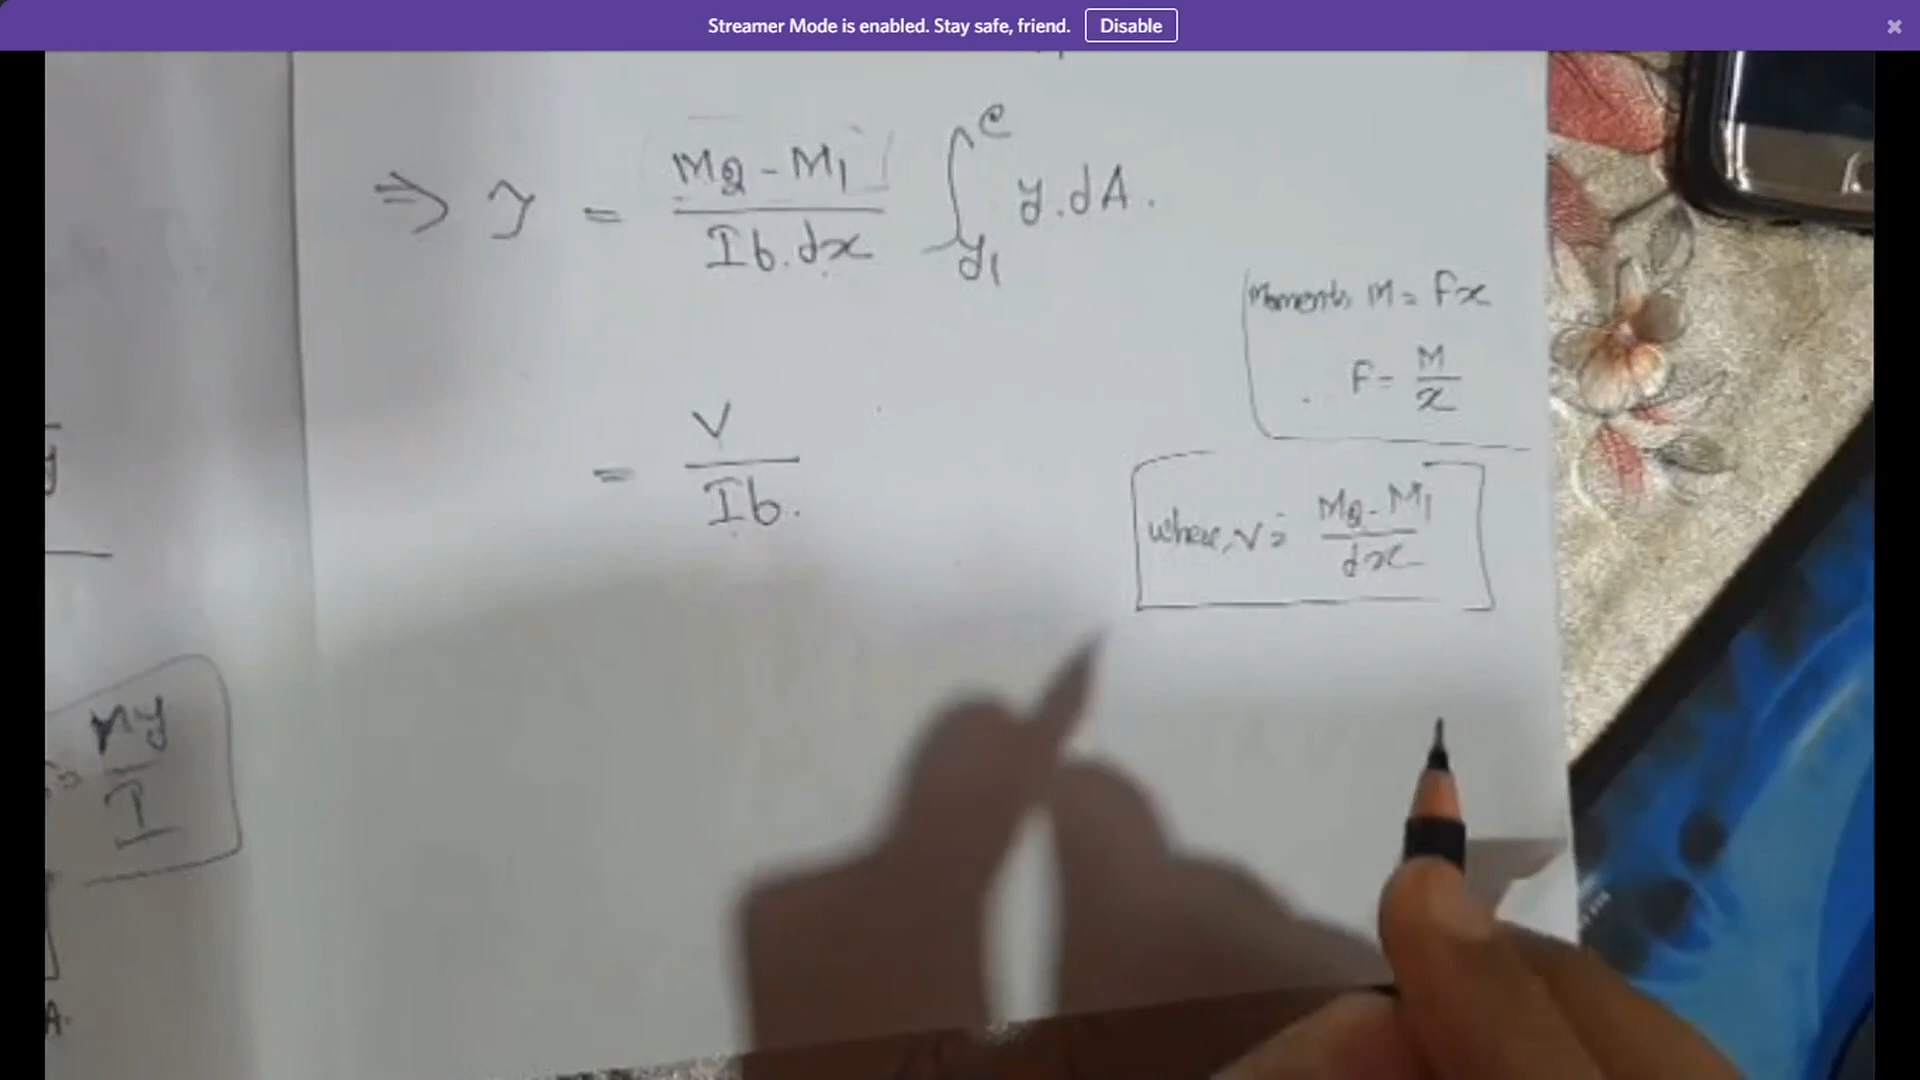 Streamer Mode is enabled. Stay safe, friend. Disable
⇒ τ = (M2 - M1)/(Ib.dx) ∫_{y1}^{c} y.dA.
Moments M = Fx
∴ F = M/x
= V/(Ib.)
where, V = (M2 - M1)/dx
My/I
A.